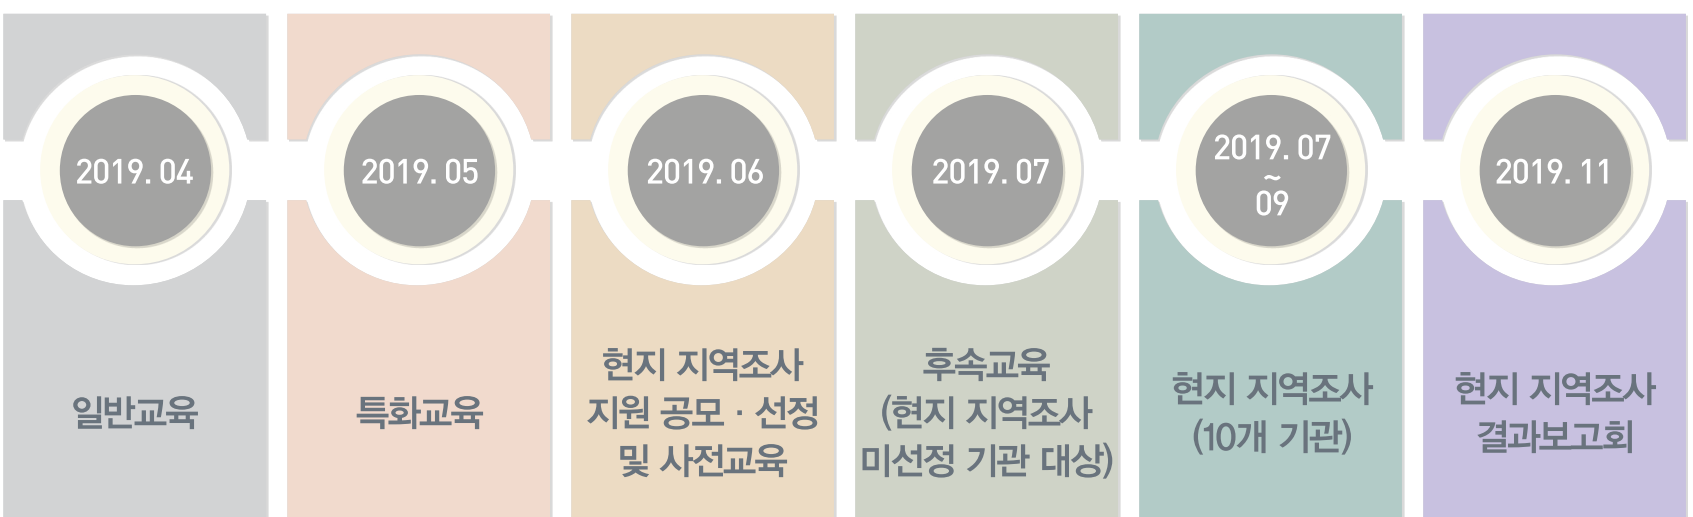 2019. 04
일반교육
2019. 05
특화교육
2019. 06
현지 지역조사
지원 공모 · 선정
및 사전교육
2019. 07
후속교육
(현지 지역조사
미선정 기관 대상)
2019. 07
~
09
현지 지역조사
(10개 기관)
2019. 11
현지 지역조사
결과보고회